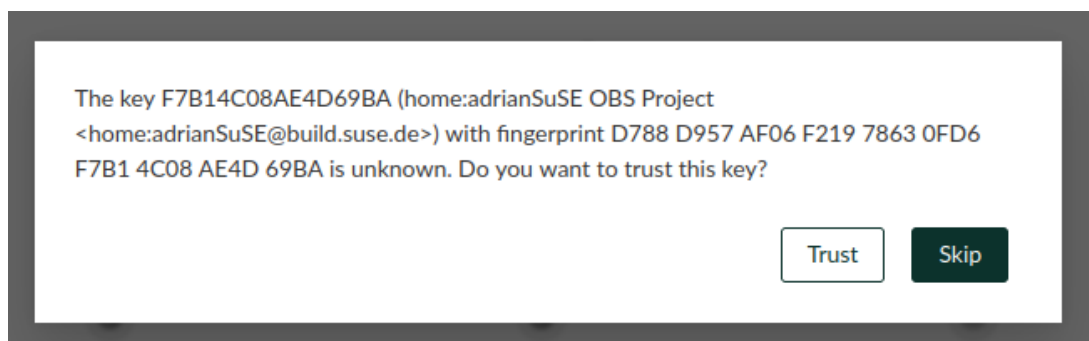 The key F7B14C08AE4D69BA (home:adrianSuSE OBS Project
<home:adrianSuSE@build.suse.de>) with fingerprint D788 D957 AF06 F219 7863 0FD6
F7B1 4C08 AE4D 69BA is unknown. Do you want to trust this key?
Trust
Skip